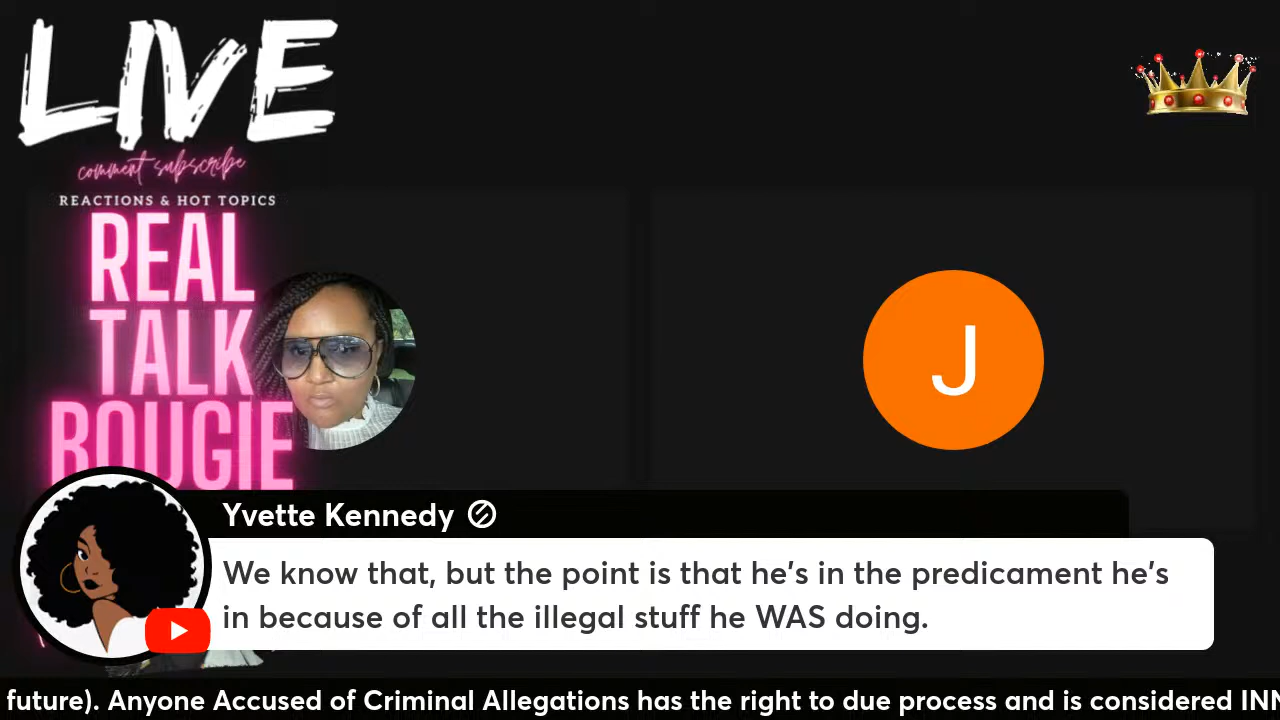 LIVE
comment subscribe
REACTIONS & HOT TOPICS
REAL
TALK
BOUGIE
J
Yvette Kennedy
We know that, but the point is that he's in the predicament he's
in because of all the illegal stuff he WAS doing.
future). Anyone Accused of Criminal Allegations has the right to due process and is considered INN